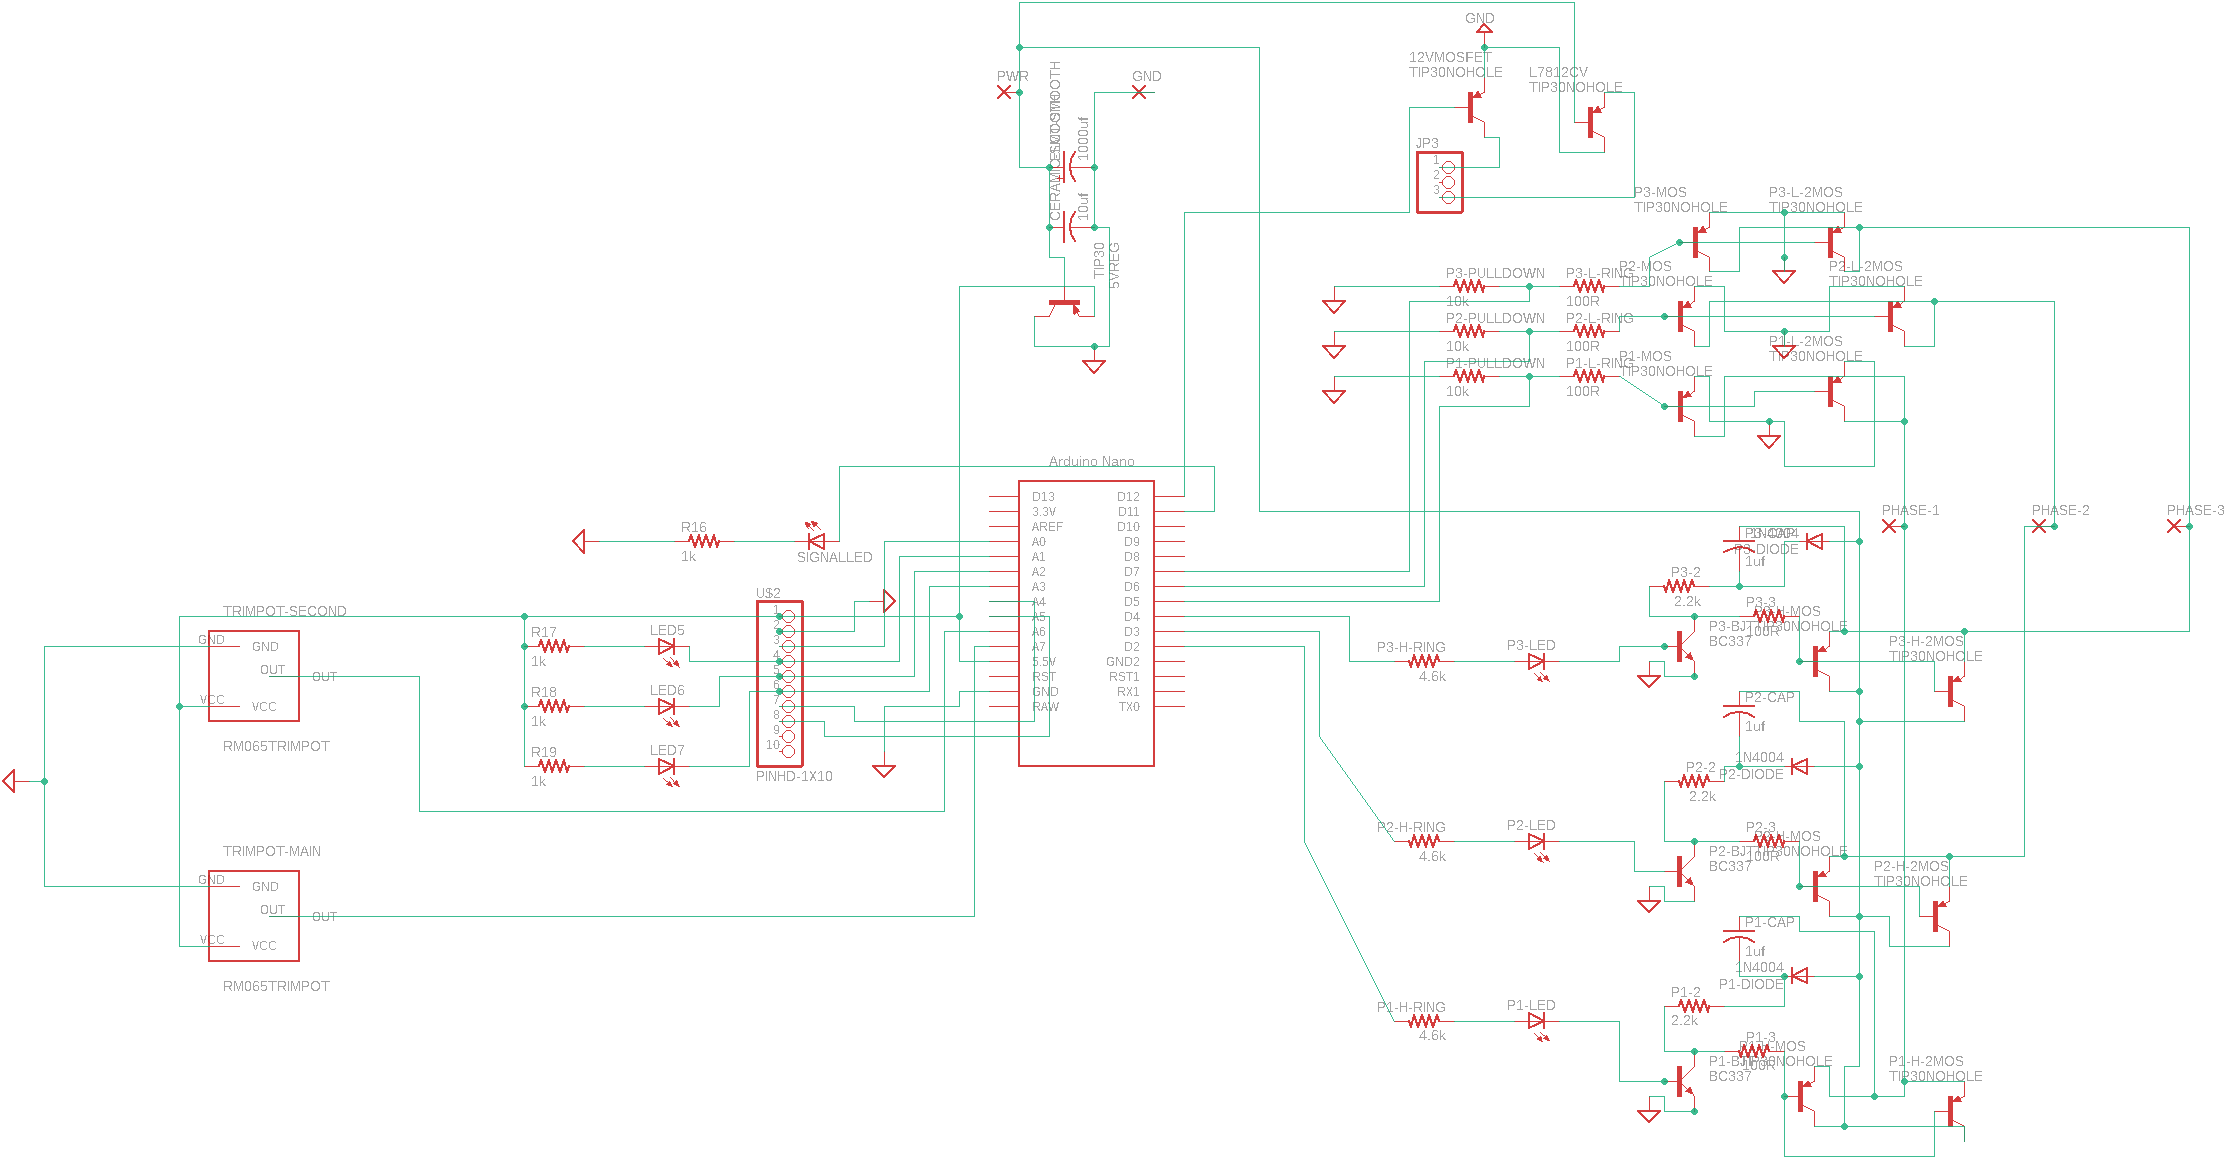 GND
12VMOSFET
TIP30NOHOLE
L7812CV
TIP30NOHOLE
PWR
GND
1000uf
10uf
TIP30
5VREG
JP3
1
2
3
P3-MOS
TIP30NOHOLE
P3-L-2MOS
TIP30NOHOLE
P3-PULLDOWN
10k
P3-L-RING
100R
P2-MOS
TIP30NOHOLE
P2-L-2MOS
TIP30NOHOLE
P2-PULLDOWN
10k
P2-L-RING
100R
P1-L-2MOS
TIP30NOHOLE
P1-PULLDOWN
10k
P1-L-RING
100R
P1-MOS
TIP30NOHOLE
Arduino Nano
D13
3.3V
AREF
A0
A1
A2
A3
A4
A5
A6
A7
5.5V
RST
GND
RAW
D12
D11
D10
D9
D8
D7
D6
D5
D4
D3
D2
GND2
RST1
RX1
TX0
PHASE-1
PHASE-2
PHASE-3
R16
1k
SIGNALLED
U$2
1
2
3
4
5
6
7
8
9
10
PINHD-1X10
TRIMPOT-SECOND
GND
GND
OUT
OUT
VCC
VCC
RM065TRIMPOT
R17
1k
LED5
R18
1k
LED6
R19
1k
LED7
TRIMPOT-MAIN
GND
GND
OUT
OUT
VCC
VCC
RM065TRIMPOT
P3-CAP
1N4004
P3-DIODE
1uf
P3-2
2.2k
P3-3
100R
P3-H-MOS
TIP30NOHOLE
P3-BJT
BC337
P3-H-2MOS
TIP30NOHOLE
P3-H-RING
4.6k
P3-LED
P2-CAP
1uf
1N4004
P2-DIODE
P2-2
2.2k
P2-3
100R
P2-H-MOS
TIP30NOHOLE
P2-BJT
BC337
P2-H-2MOS
TIP30NOHOLE
P2-H-RING
4.6k
P2-LED
P1-CAP
1uf
1N4004
P1-DIODE
P1-2
2.2k
P1-3
100R
P1-H-MOS
TIP30NOHOLE
P1-BJT
BC337
P1-H-2MOS
TIP30NOHOLE
P1-H-RING
4.6k
P1-LED